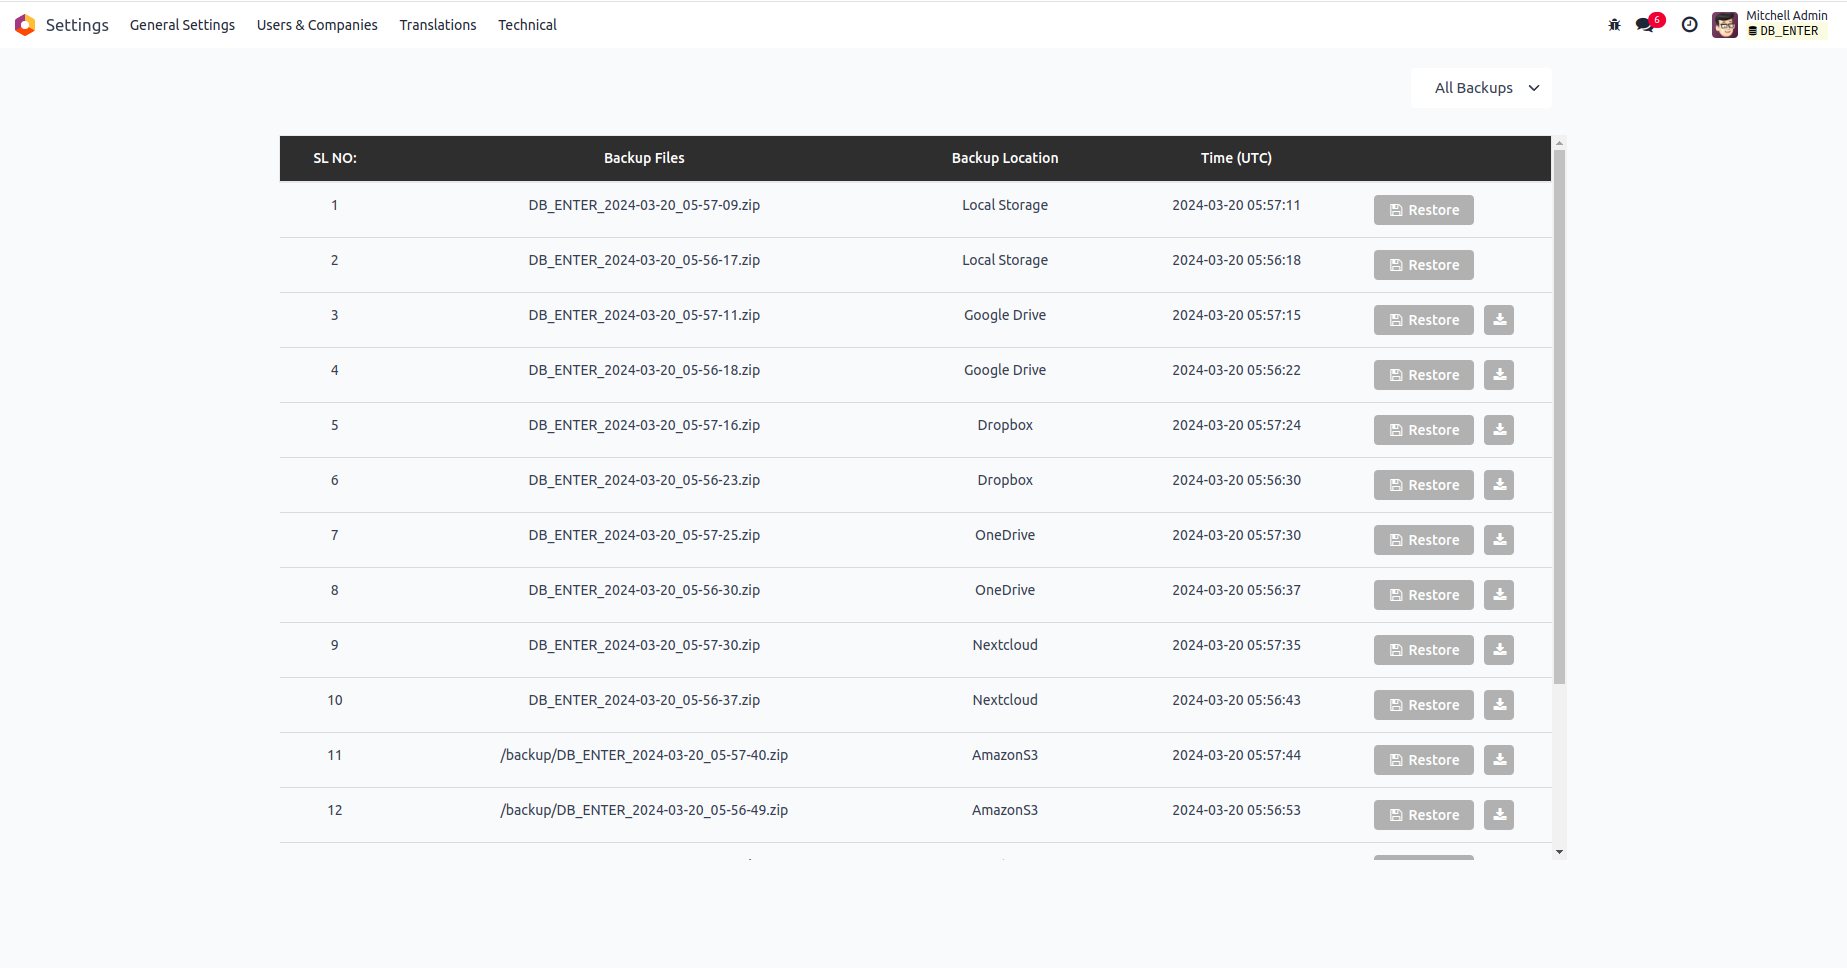 Settings General Settings Users & Companies Translations Technical 6 Mitchell Admin
DB_ENTER
All Backups
SL NO: Backup Files Backup Location Time (UTC)
1 DB_ENTER_2024-03-20_05-57-09.zip Local Storage 2024-03-20 05:57:11 Restore
2 DB_ENTER_2024-03-20_05-56-17.zip Local Storage 2024-03-20 05:56:18 Restore
3 DB_ENTER_2024-03-20_05-57-11.zip Google Drive 2024-03-20 05:57:15 Restore
4 DB_ENTER_2024-03-20_05-56-18.zip Google Drive 2024-03-20 05:56:22 Restore
5 DB_ENTER_2024-03-20_05-57-16.zip Dropbox 2024-03-20 05:57:24 Restore
6 DB_ENTER_2024-03-20_05-56-23.zip Dropbox 2024-03-20 05:56:30 Restore
7 DB_ENTER_2024-03-20_05-57-25.zip OneDrive 2024-03-20 05:57:30 Restore
8 DB_ENTER_2024-03-20_05-56-30.zip OneDrive 2024-03-20 05:56:37 Restore
9 DB_ENTER_2024-03-20_05-57-30.zip Nextcloud 2024-03-20 05:57:35 Restore
10 DB_ENTER_2024-03-20_05-56-37.zip Nextcloud 2024-03-20 05:56:43 Restore
11 /backup/DB_ENTER_2024-03-20_05-57-40.zip AmazonS3 2024-03-20 05:57:44 Restore
12 /backup/DB_ENTER_2024-03-20_05-56-49.zip AmazonS3 2024-03-20 05:56:53 Restore